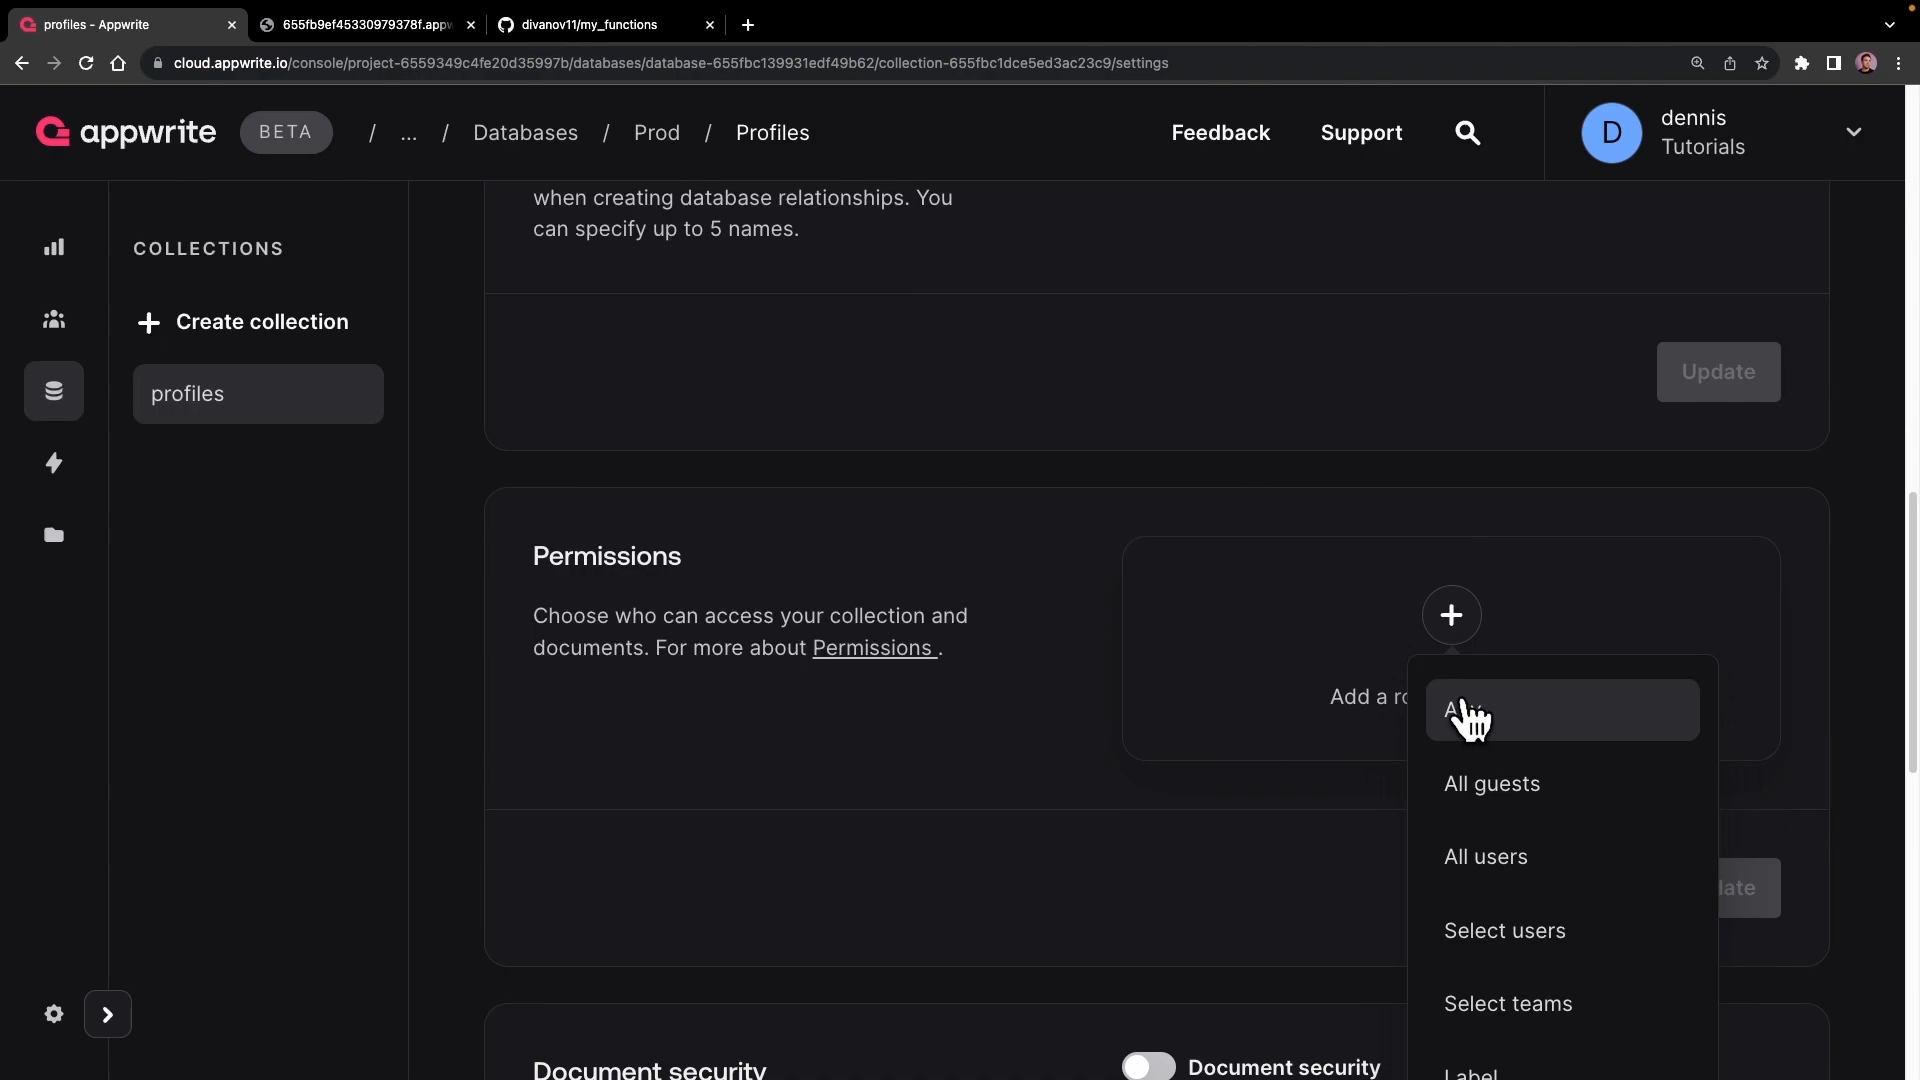 profiles - Appwrite
655fb9ef45330979378f.appw
divanov11/my_functions
cloud.appwrite.io/console/project-6559349c4fe20d35997b/databases/database-655fbc139931edf49b62/collection-655fbc1dce5ed3ac23c9/settings
appwrite BETA / ... / Databases / Prod / Profiles
Feedback Support
D
dennis
Tutorials
COLLECTIONS
Create collection
profiles
when creating database relationships. You
can specify up to 5 names.
Update
Permissions
Choose who can access your collection and
documents. For more about Permissions .
Add a
All guests
All users
Select users
Select teams
Label
Document security
Document security